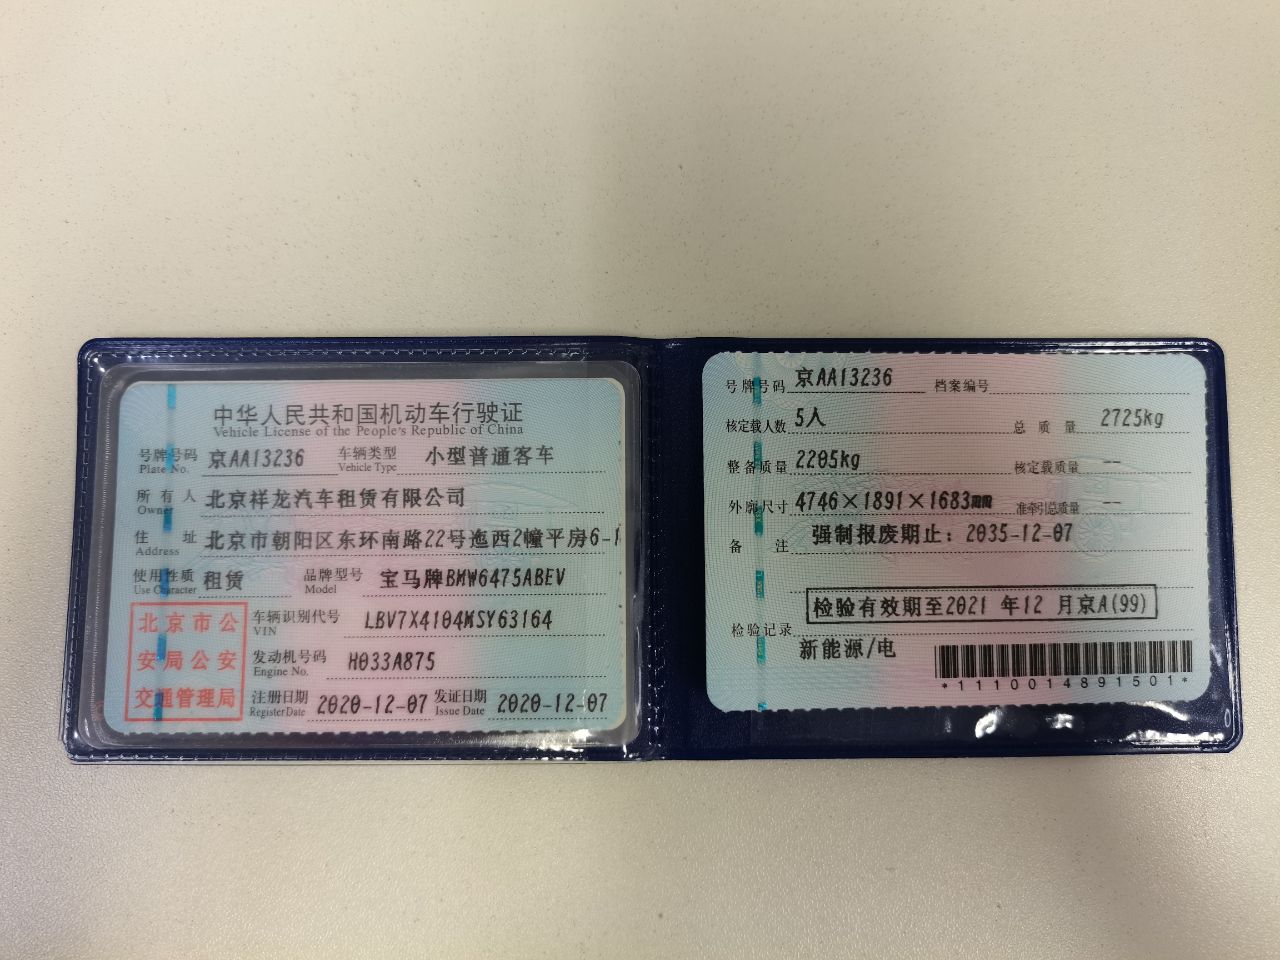 中华人民共和国机动车行驶证
Vehicle License of the People's Republic of China
号牌号码 京AA13236 车辆类型 小型普通客车
Plate No. Vehicle Type
所有人 北京祥龙汽车租赁有限公司
Owner
住址 北京市朝阳区东环南路22号迤西2幢平房6-1
Address
使用性质 租赁 品牌型号 宝马牌BMW6475ABEV
Use Character Model
北京市公
安局公安
交通管理局
车辆识别代号 LBV7X4104MSY63164
VIN
发动机号码 H033A875
Engine No.
注册日期 2020-12-07 发证日期 2020-12-07
Register Date Issue Date
号牌号码 京AA13236 档案编号
核定载人数 5人 总质量 2725kg
整备质量 2205kg 核定载质量 --
外廓尺寸 4746×1891×1683mm 准牵引总质量 --
备注 强制报废期止：2035-12-07
检验有效期至2021 年12 月京A(99)
检验记录
新能源/电
*1110014891501*